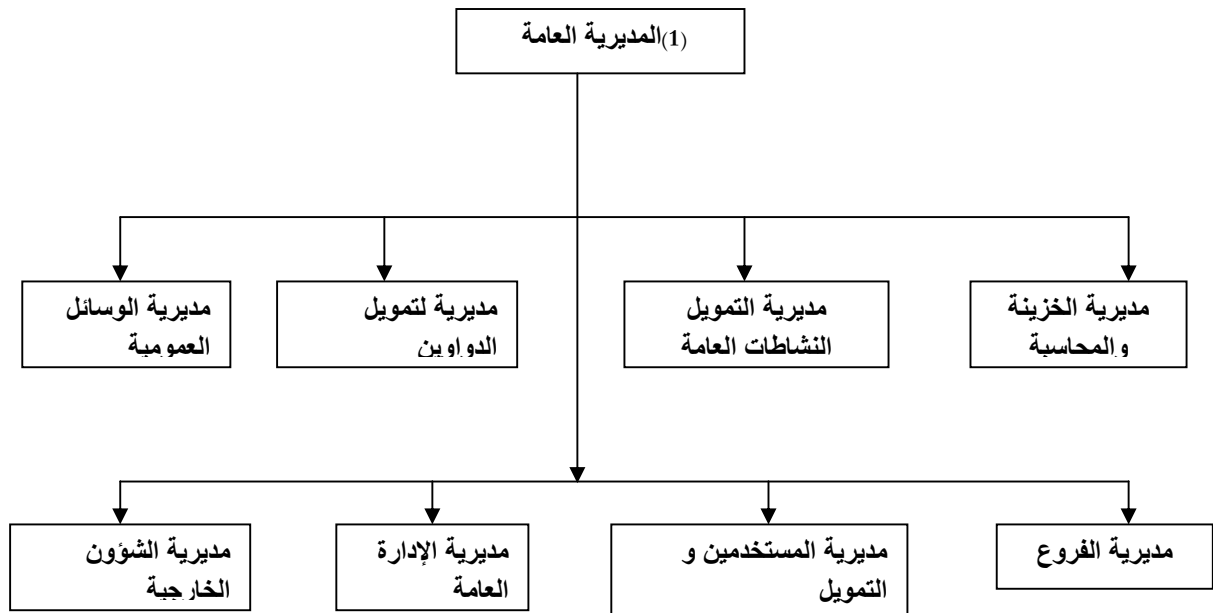 (1)المديرية العامة
مديرية الخزينة
والمحاسبة
مديرية التمويل
النشاطات العامة
مديرية لتمويل
الدواوين
مديرية الوسائل
العمومية
مديرية الفروع
مديرية المستخدمين و
التمويل
مديرية الإدارة
العامة
مديرية الشؤون
الخارجية